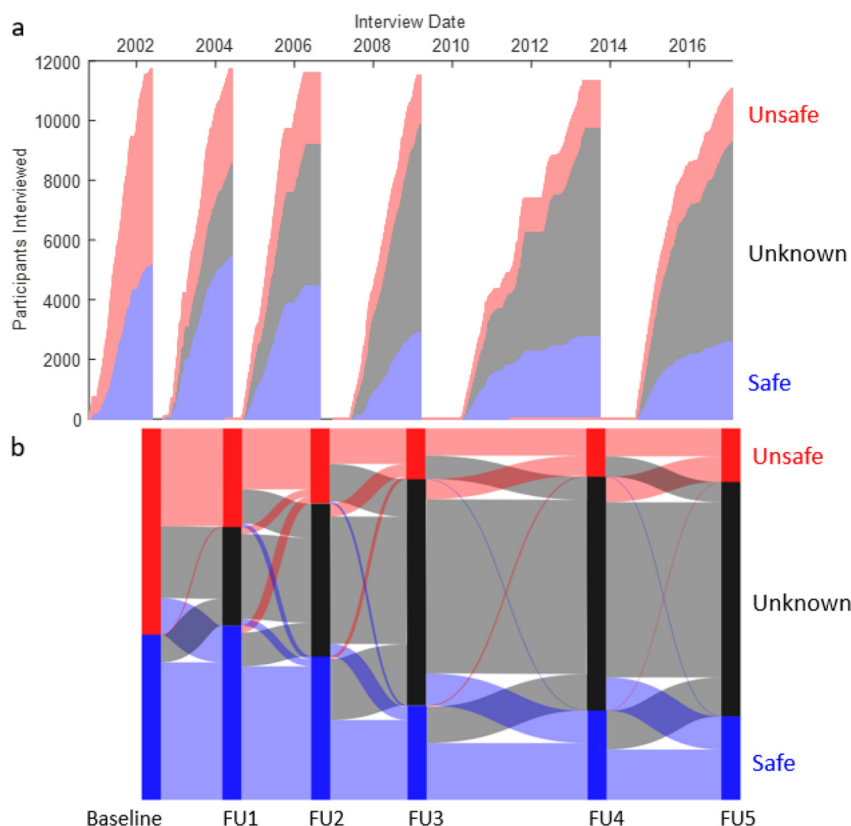 a
Interview Date
2002 2004 2006 2008 2010 2012 2014 2016
12000
10000
8000
6000
4000
2000
0
Participants Interviewed
Unsafe
Unknown
Safe
b
Unsafe
Unknown
Safe
Baseline FU1 FU2 FU3 FU4 FU5